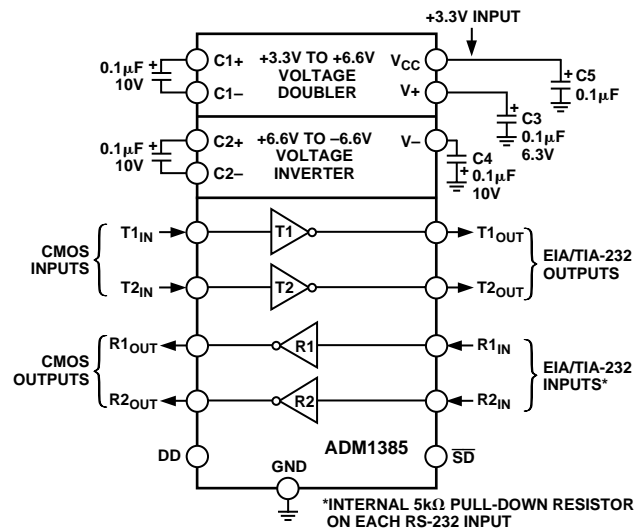 +3.3V INPUT
0.1µF
10V
+
C1+
C1–
+3.3V TO +6.6V
VOLTAGE
DOUBLER
VCC
V+
+ C5
0.1µF
+
C3
0.1µF
6.3V
0.1µF
10V
+
C2+
C2–
+6.6V TO –6.6V
VOLTAGE
INVERTER
V–
C4
+ 0.1µF
10V
CMOS
INPUTS
T1IN
T1
T1OUT
EIA/TIA-232
OUTPUTS
T2IN
T2
T2OUT
CMOS
OUTPUTS
R1OUT
R1
R1IN
EIA/TIA-232
INPUTS*
R2OUT
R2
R2IN
DD
ADM1385
SD
GND
*INTERNAL 5kΩ PULL-DOWN RESISTOR
ON EACH RS-232 INPUT